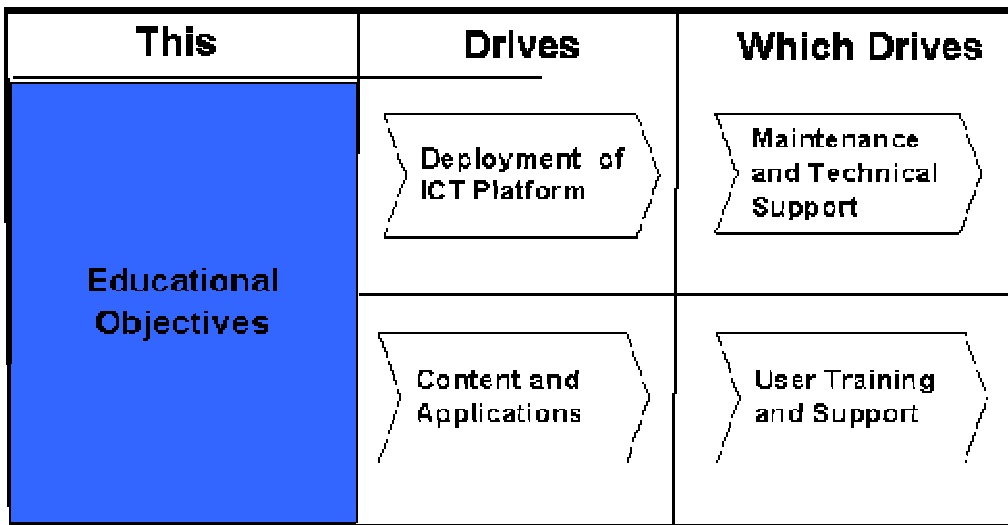 This
Drives
Which Drives
Educational
Objectives
Deployment of
ICT Platform
Maintenance
and Technical
Support
Content and
Applications
User Training
and Support